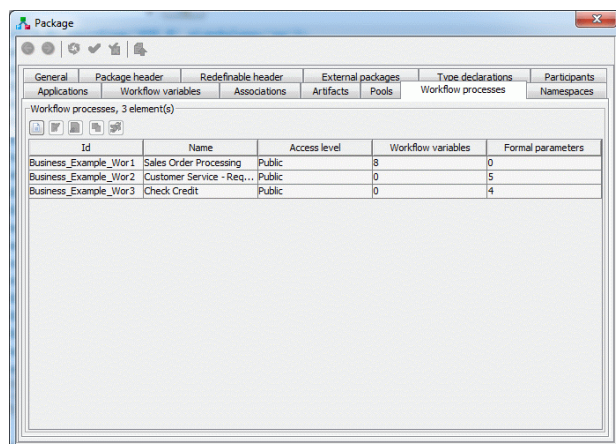 Package
General Package header Redefinable header External packages Type declarations Participants
Applications Workflow variables Associations Artifacts Pools Workflow processes Namespaces
Workflow processes, 3 element(s)
Id Name Access level Workflow variables Formal parameters
Business_Example_Wor1 Sales Order Processing Public 8 0
Business_Example_Wor2 Customer Service - Req... Public 0 5
Business_Example_Wor3 Check Credit Public 0 4